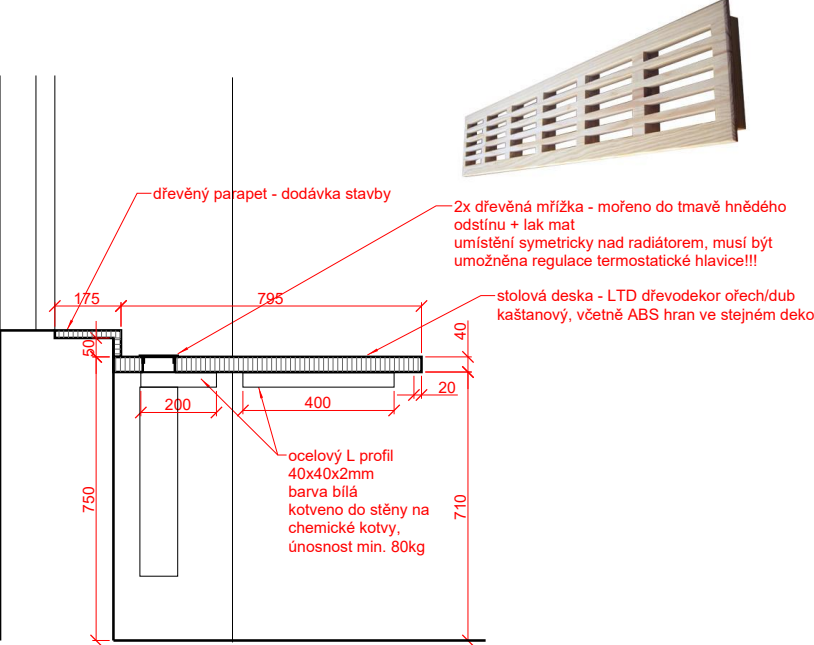 dřevěný parapet - dodávka stavby
2x dřevěná mřížka - mořeno do tmavě hnědého
odstínu + lak mat
umístění symetricky nad radiátorem, musí být
umožněna regulace termostatické hlavice!!!
175
795
stolová deska - LTD dřevodekor ořech/dub
kaštanový, včetně ABS hran ve stejném deko
40
50
20
200
400
ocelový L profil
40x40x2mm
barva bílá
kotveno do stěny na
chemické kotvy,
únosnost min. 80kg
750
710